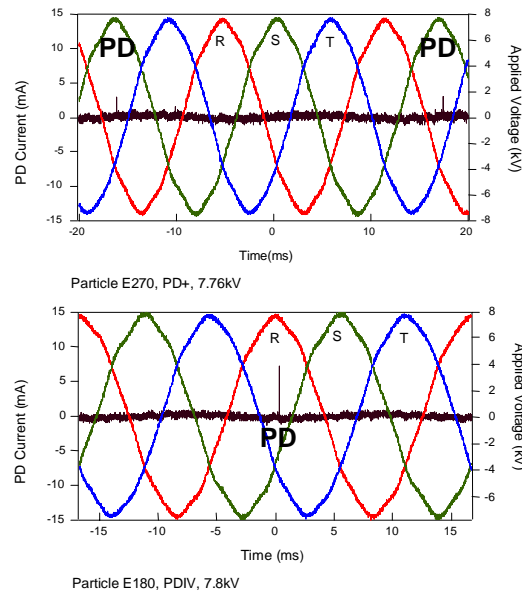 15
10
5
0
-5
-10
-15
PD Current (mA)
PD
R
S
T
PD
8
6
4
2
0
-2
-4
-6
-8
Applied Voltage (kV)
-20
-10
0
10
20
Time(ms)
Particle E270, PD+, 7.76kV
15
10
5
0
-5
-10
-15
PD Current (mA)
R
S
T
PD
8
6
4
2
0
-2
-4
-6
Applied Voltage (kV)
-15
-10
-5
0
5
10
15
Time (ms)
Particle E180, PDIV, 7.8kV